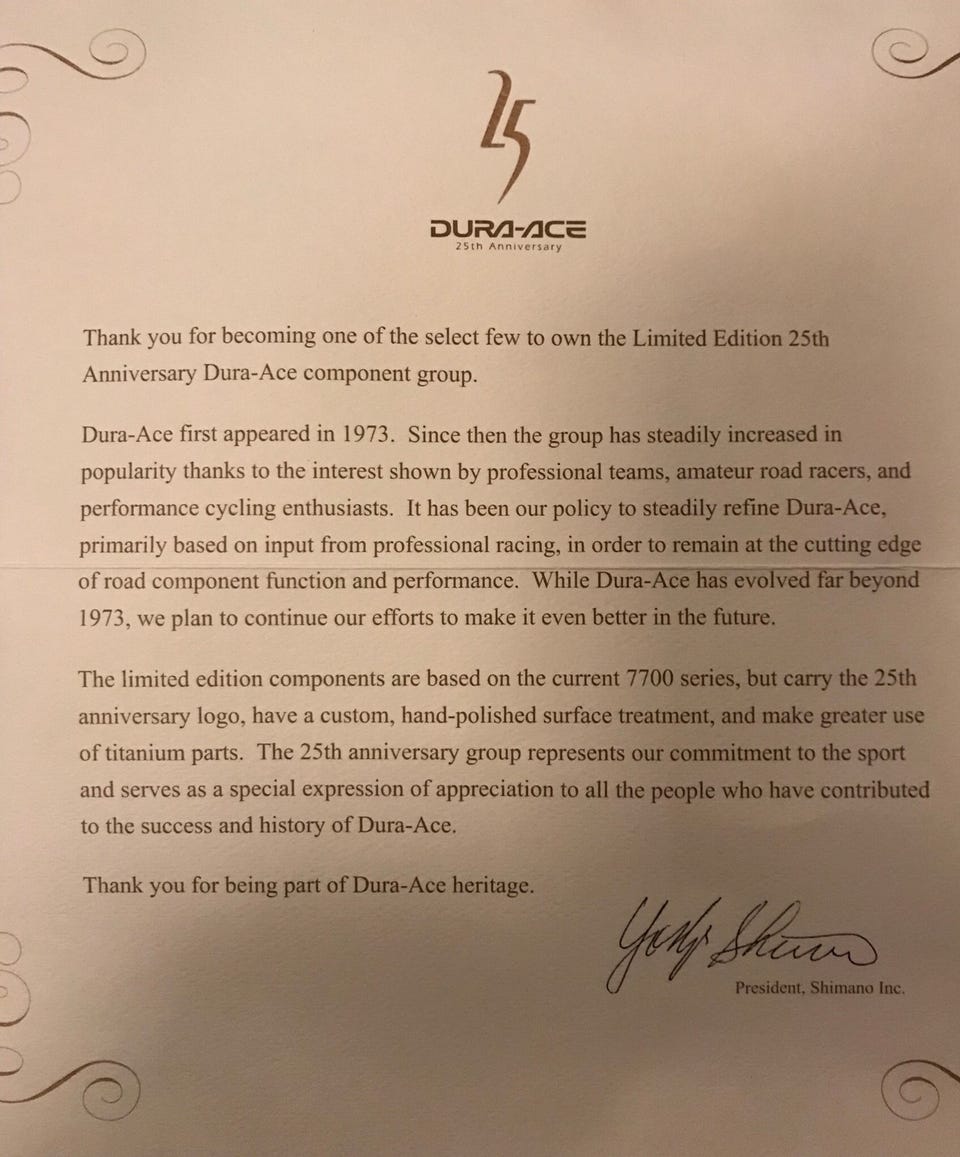 25
DURA-ACE
25th Anniversary
Thank you for becoming one of the select few to own the Limited Edition 25th
Anniversary Dura-Ace component group.
Dura-Ace first appeared in 1973. Since then the group has steadily increased in
popularity thanks to the interest shown by professional teams, amateur road racers, and
performance cycling enthusiasts. It has been our policy to steadily refine Dura-Ace,
primarily based on input from professional racing, in order to remain at the cutting edge
of road component function and performance. While Dura-Ace has evolved far beyond
1973, we plan to continue our efforts to make it even better in the future.
The limited edition components are based on the current 7700 series, but carry the 25th
anniversary logo, have a custom, hand-polished surface treatment, and make greater use
of titanium parts. The 25th anniversary group represents our commitment to the sport
and serves as a special expression of appreciation to all the people who have contributed
to the success and history of Dura-Ace.
Thank you for being part of Dura-Ace heritage.
President, Shimano Inc.